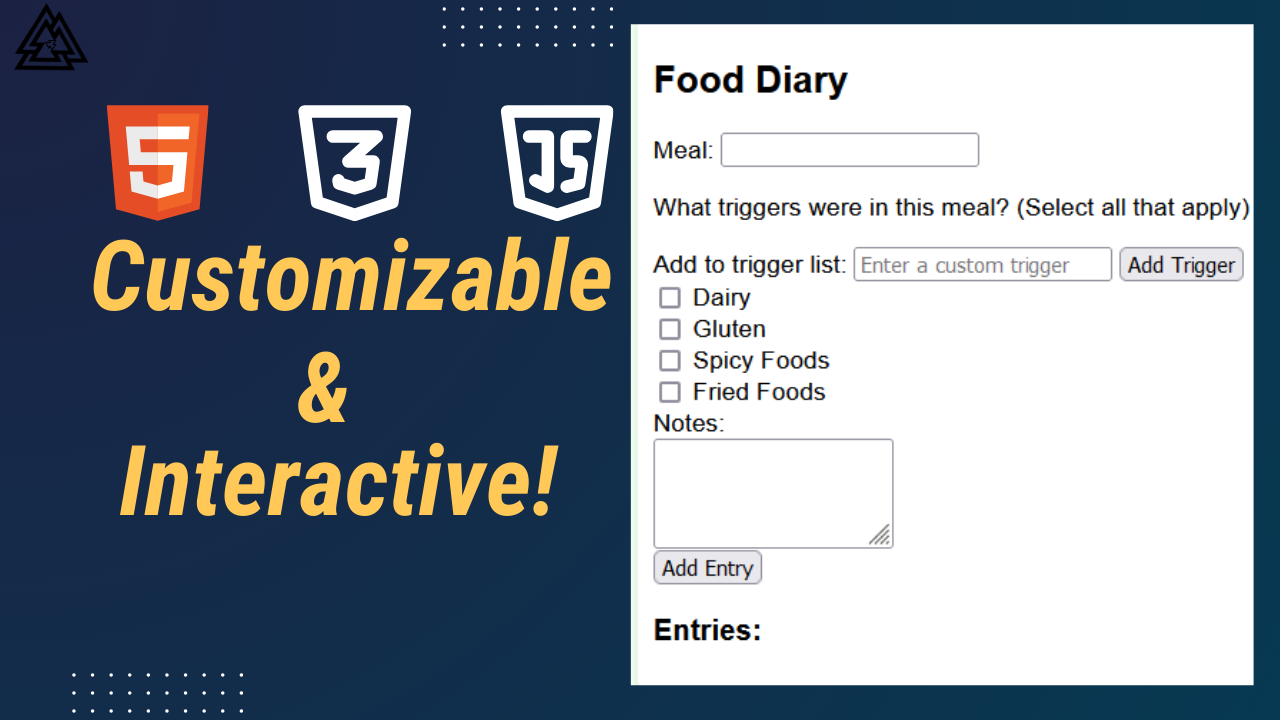 5
3
JS
Customizable
&
Interactive!
Food Diary
Meal:
What triggers were in this meal? (Select all that apply)
Add to trigger list: Enter a custom trigger Add Trigger
Dairy
Gluten
Spicy Foods
Fried Foods
Notes:
Add Entry
Entries: